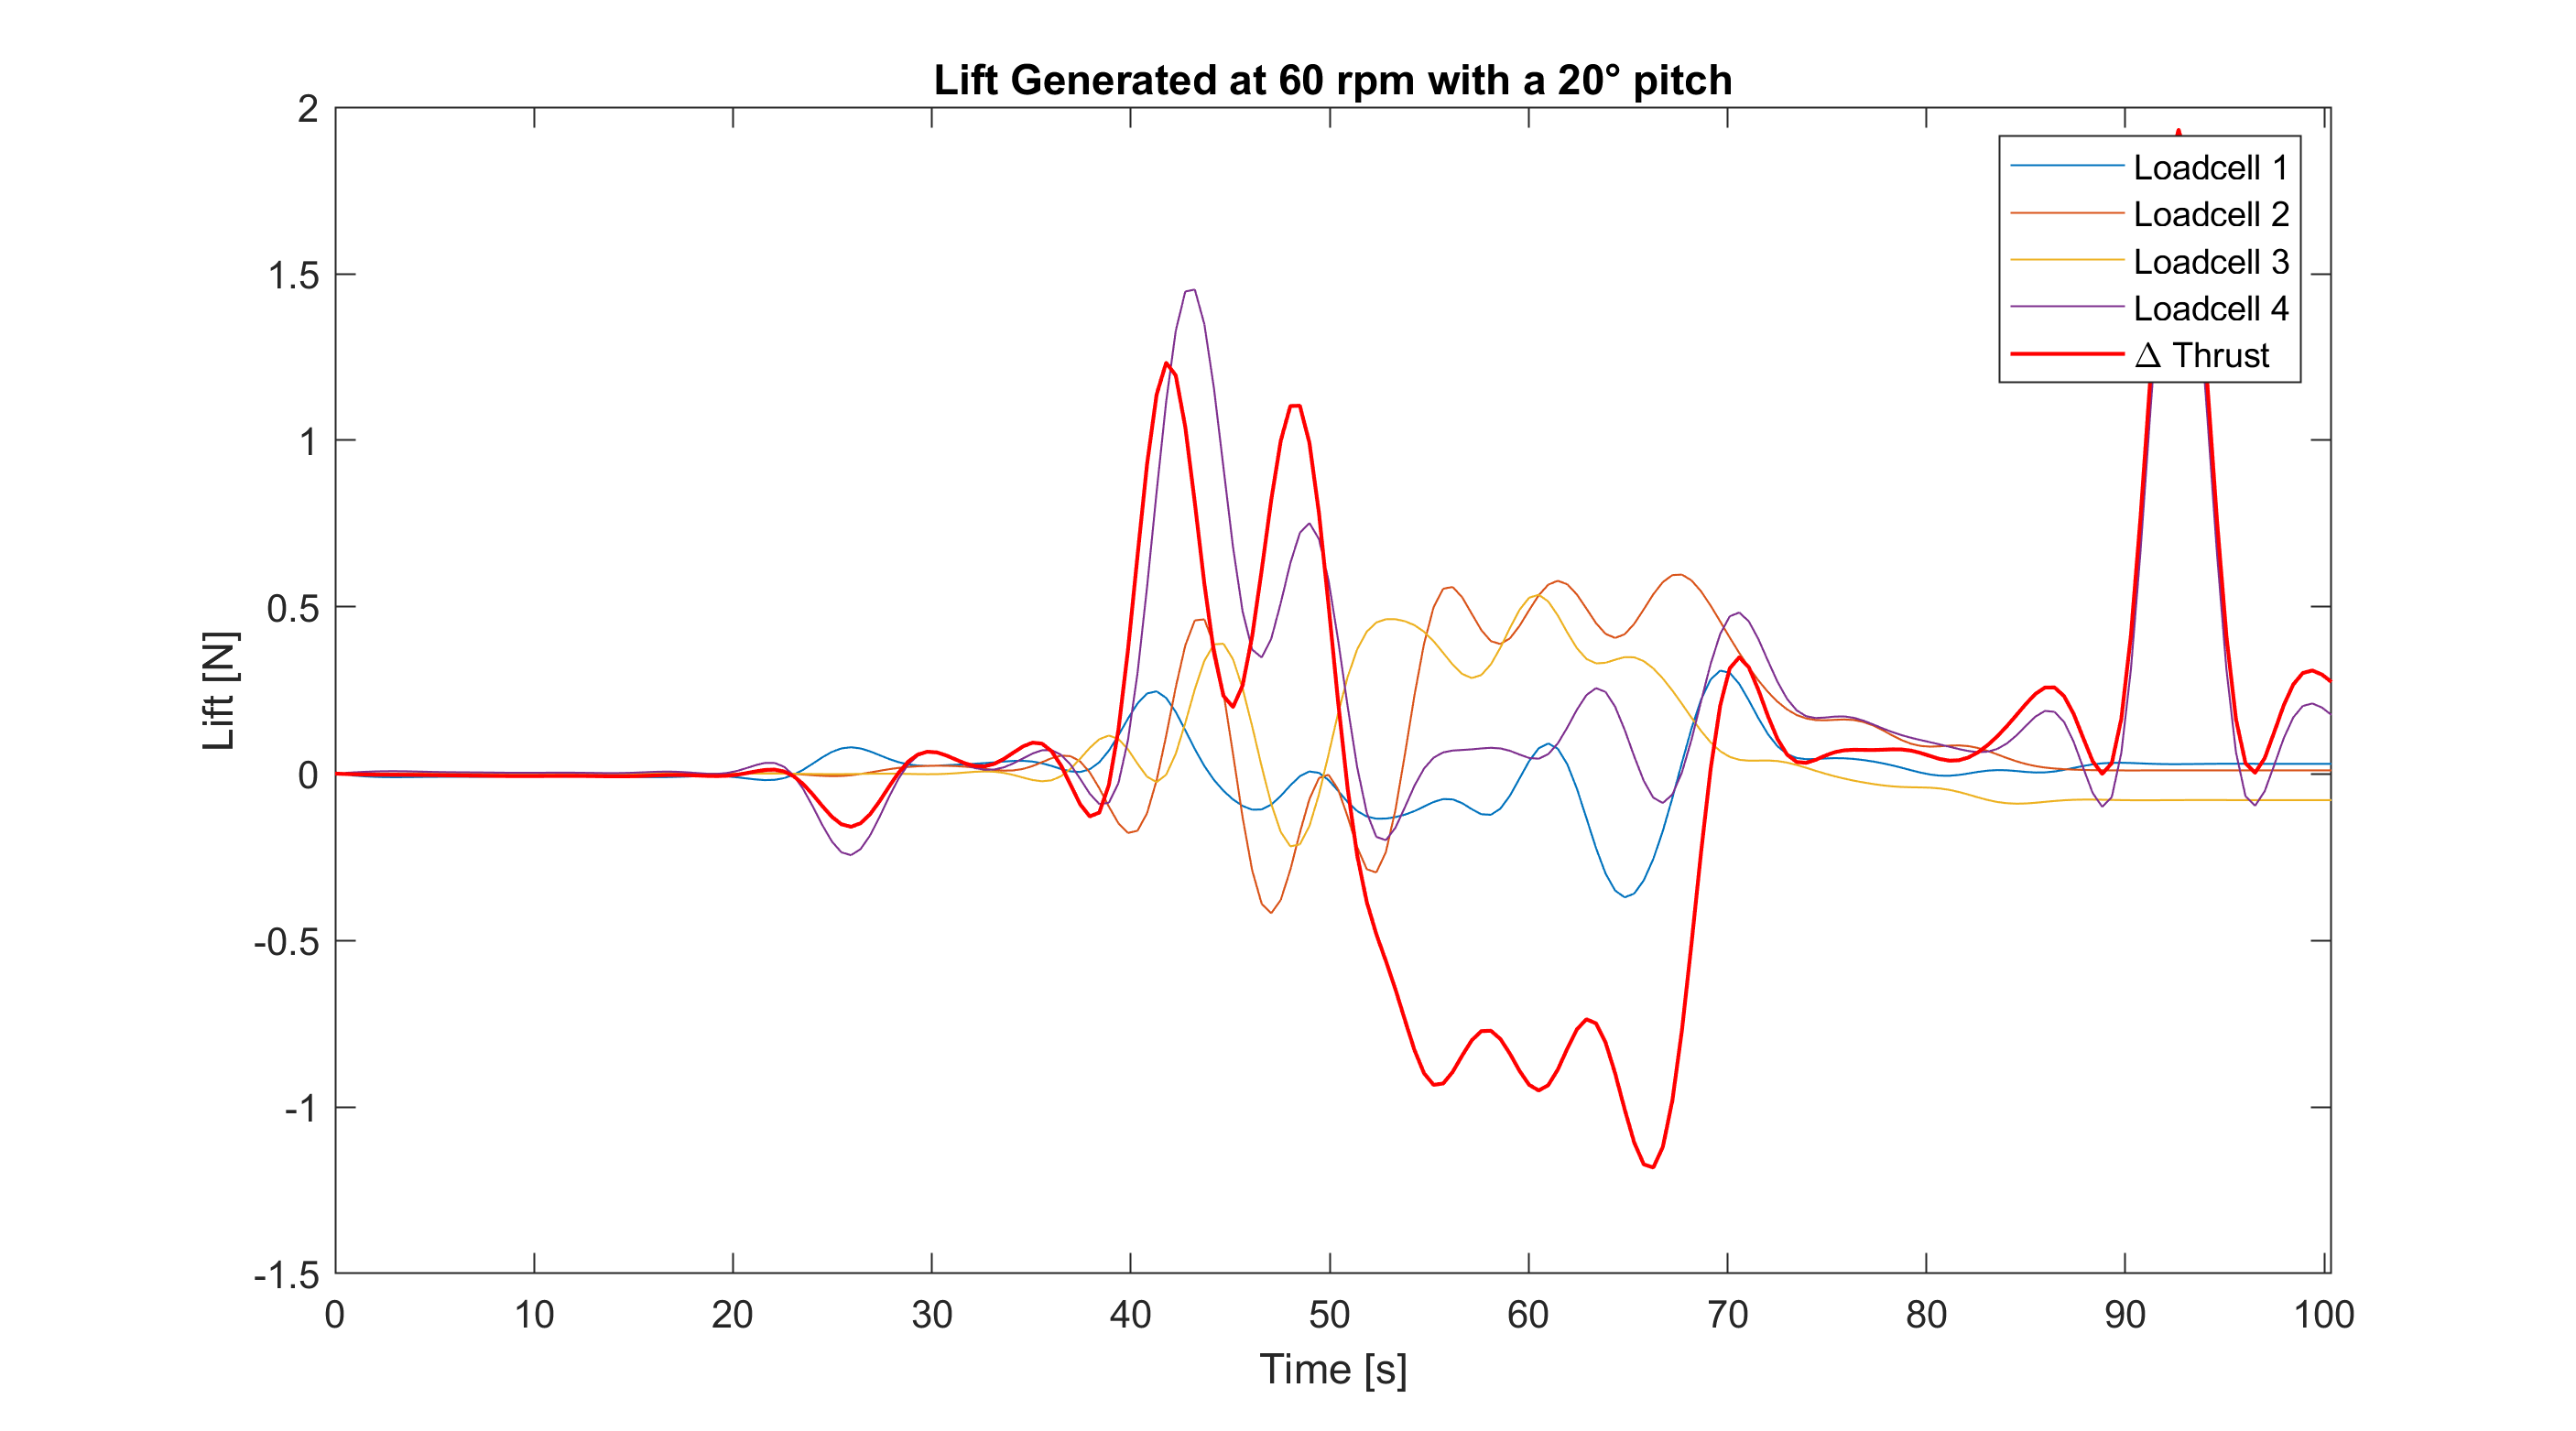 Lift Generated at 60 rpm with a 20° pitch
2
1.5
1
0.5
0
-0.5
-1
-1.5
Lift [N]
0 10 20 30 40 50 60 70 80 90 100
Time [s]
Loadcell 1
Loadcell 2
Loadcell 3
Loadcell 4
Δ Thrust